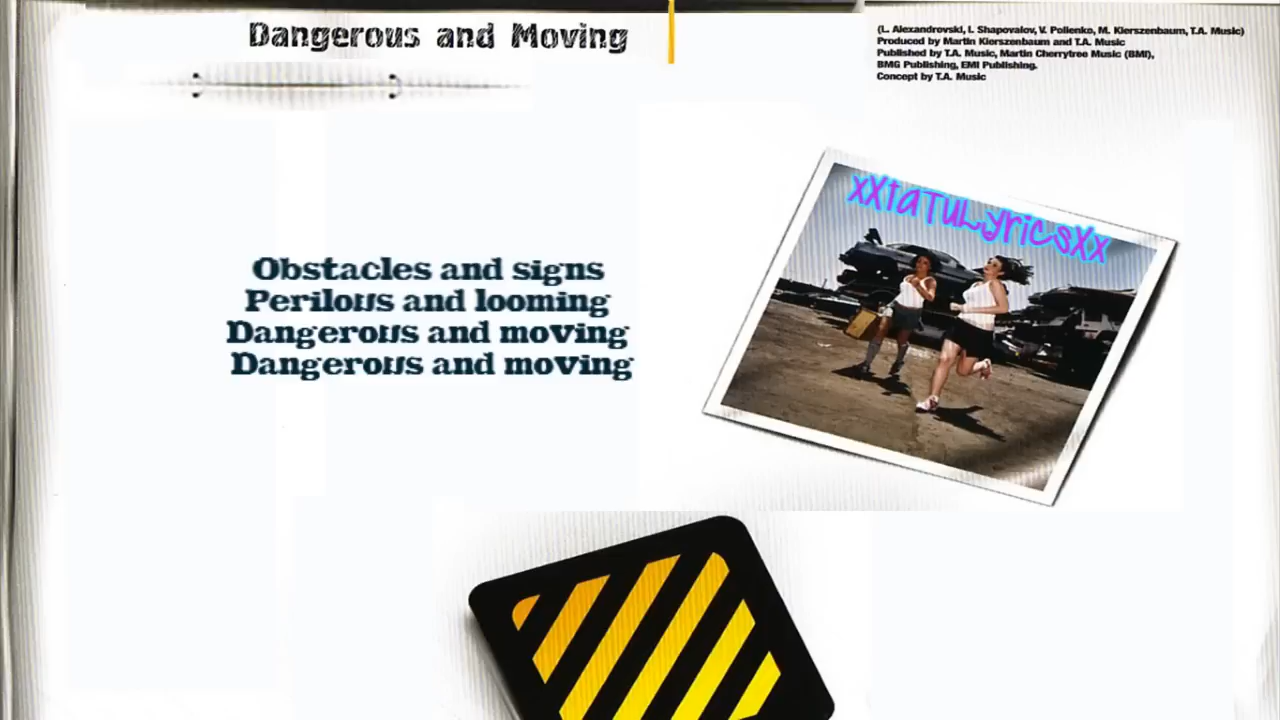 Dangerous and Moving
(L. Alexandrovski, I. Shapovalov, V. Polienko, M. Kierszenbaum, T.A. Music)
Produced by Martin Kierszenbaum and T.A. Music
Published by T.A. Music, Martin Cherrytree Music (BMI),
BMG Publishing, EMI Publishing.
Concept by T.A. Music
xXtaTuLyricsXx
Obstacles and signs
Perilous and looming
Dangerous and moving
Dangerous and moving